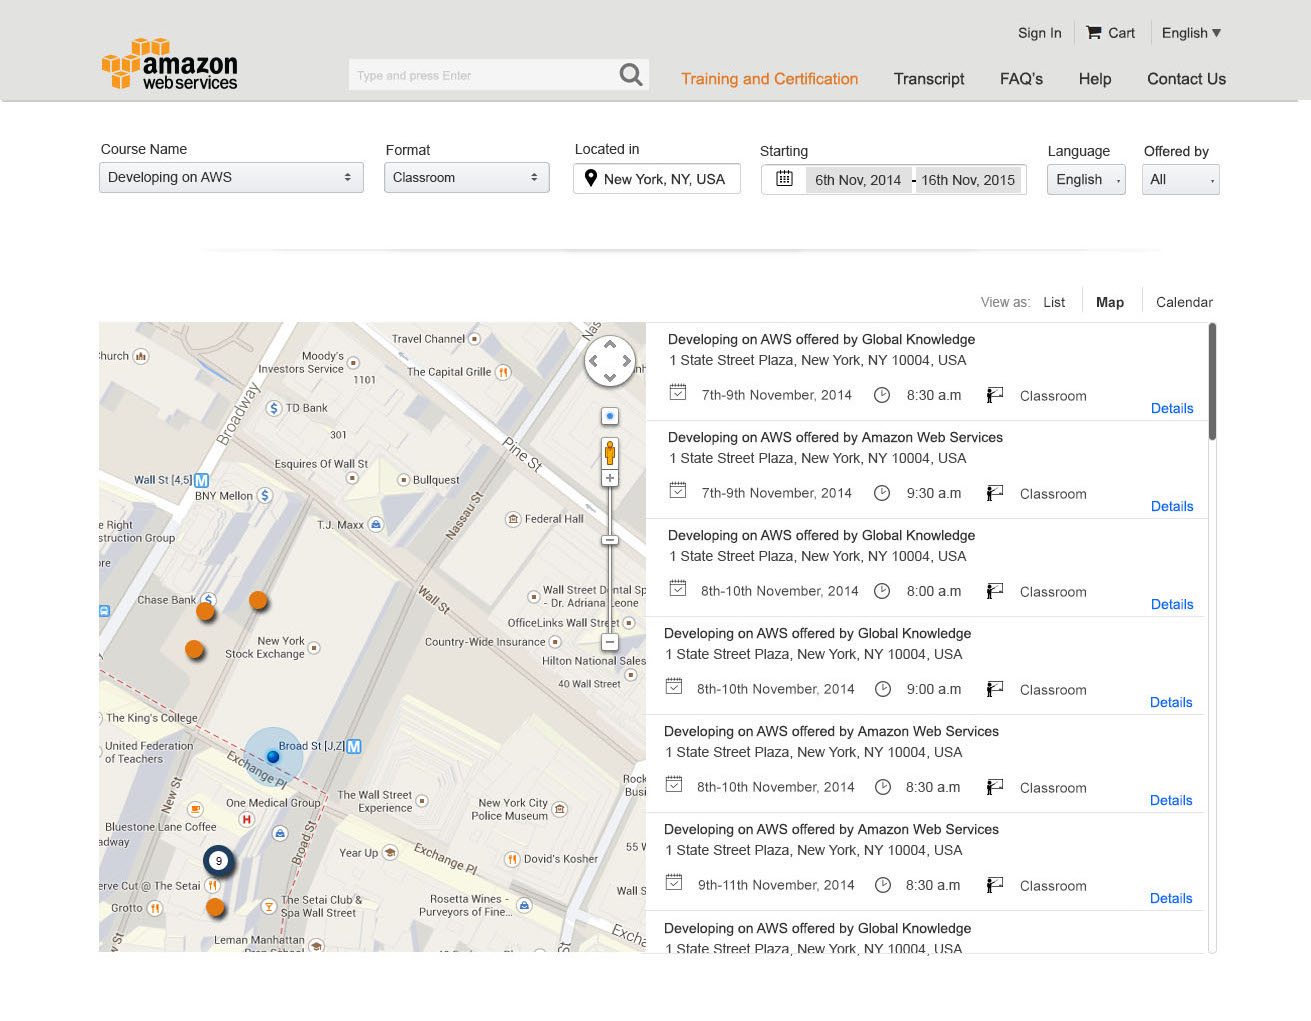 Sign In
Cart
English
amazon
web services
Type and press Enter
Training and Certification
Transcript
FAQ's
Help
Contact Us
Course Name
Developing on AWS
Format
Classroom
Located in
New York, NY, USA
Starting
6th Nov, 2014 - 16th Nov, 2015
Language
English
Offered by
All
View as:
List
Map
Calendar
Travel Channel
Nas
hurch
Moody's
Investors Service
1101
The Capital Grille
TD Bank
Broadway
301
Pine St
Esquires Of Wall St
Wall St [4,5]
M
BNY Mellon
Bullquest
Nassau St
T.J. Maxx
Federal Hall
e Right
struction Group
ore
Wall St
Wall Street Dental Sp
- Dr. Adriana Leone
Chase Bank
OfficeLinks Wall Street
New York
Stock Exchange
Country-Wide Insurance
Hilton National Sales
40 Wall Street
The King's College
United Federation
of Teachers
Broad St [J,Z]
M
Exchange Pl
New St
Rock
Busi
One Medical Group
H
The Wall Street
Experience
New York City
Police Museum
Bluestone Lane Coffee
adway
Broad St
Year Up
Exchange Pl
Dovid's Kosher
55 W
9
erve Cut @ The Setai
Grotto
The Setai Club &
Spa Wall Street
Rosetta Wines -
Purveyors of Fine...
Wall S
Leman Manhattan
Prep School
Excha
Developing on AWS offered by Global Knowledge
1 State Street Plaza, New York, NY 10004, USA
7th-9th November, 2014
8:30 a.m
Classroom
Details
Developing on AWS offered by Amazon Web Services
1 State Street Plaza, New York, NY 10004, USA
7th-9th November, 2014
9:30 a.m
Classroom
Details
Developing on AWS offered by Global Knowledge
1 State Street Plaza, New York, NY 10004, USA
8th-10th November, 2014
8:00 a.m
Classroom
Details
Developing on AWS offered by Global Knowledge
1 State Street Plaza, New York, NY 10004, USA
8th-10th November, 2014
9:00 a.m
Classroom
Details
Developing on AWS offered by Amazon Web Services
1 State Street Plaza, New York, NY 10004, USA
8th-10th November, 2014
8:30 a.m
Classroom
Details
Developing on AWS offered by Amazon Web Services
1 State Street Plaza, New York, NY 10004, USA
9th-11th November, 2014
8:30 a.m
Classroom
Details
Developing on AWS offered by Global Knowledge
1 State Street Plaza, New York, NY 10004, USA